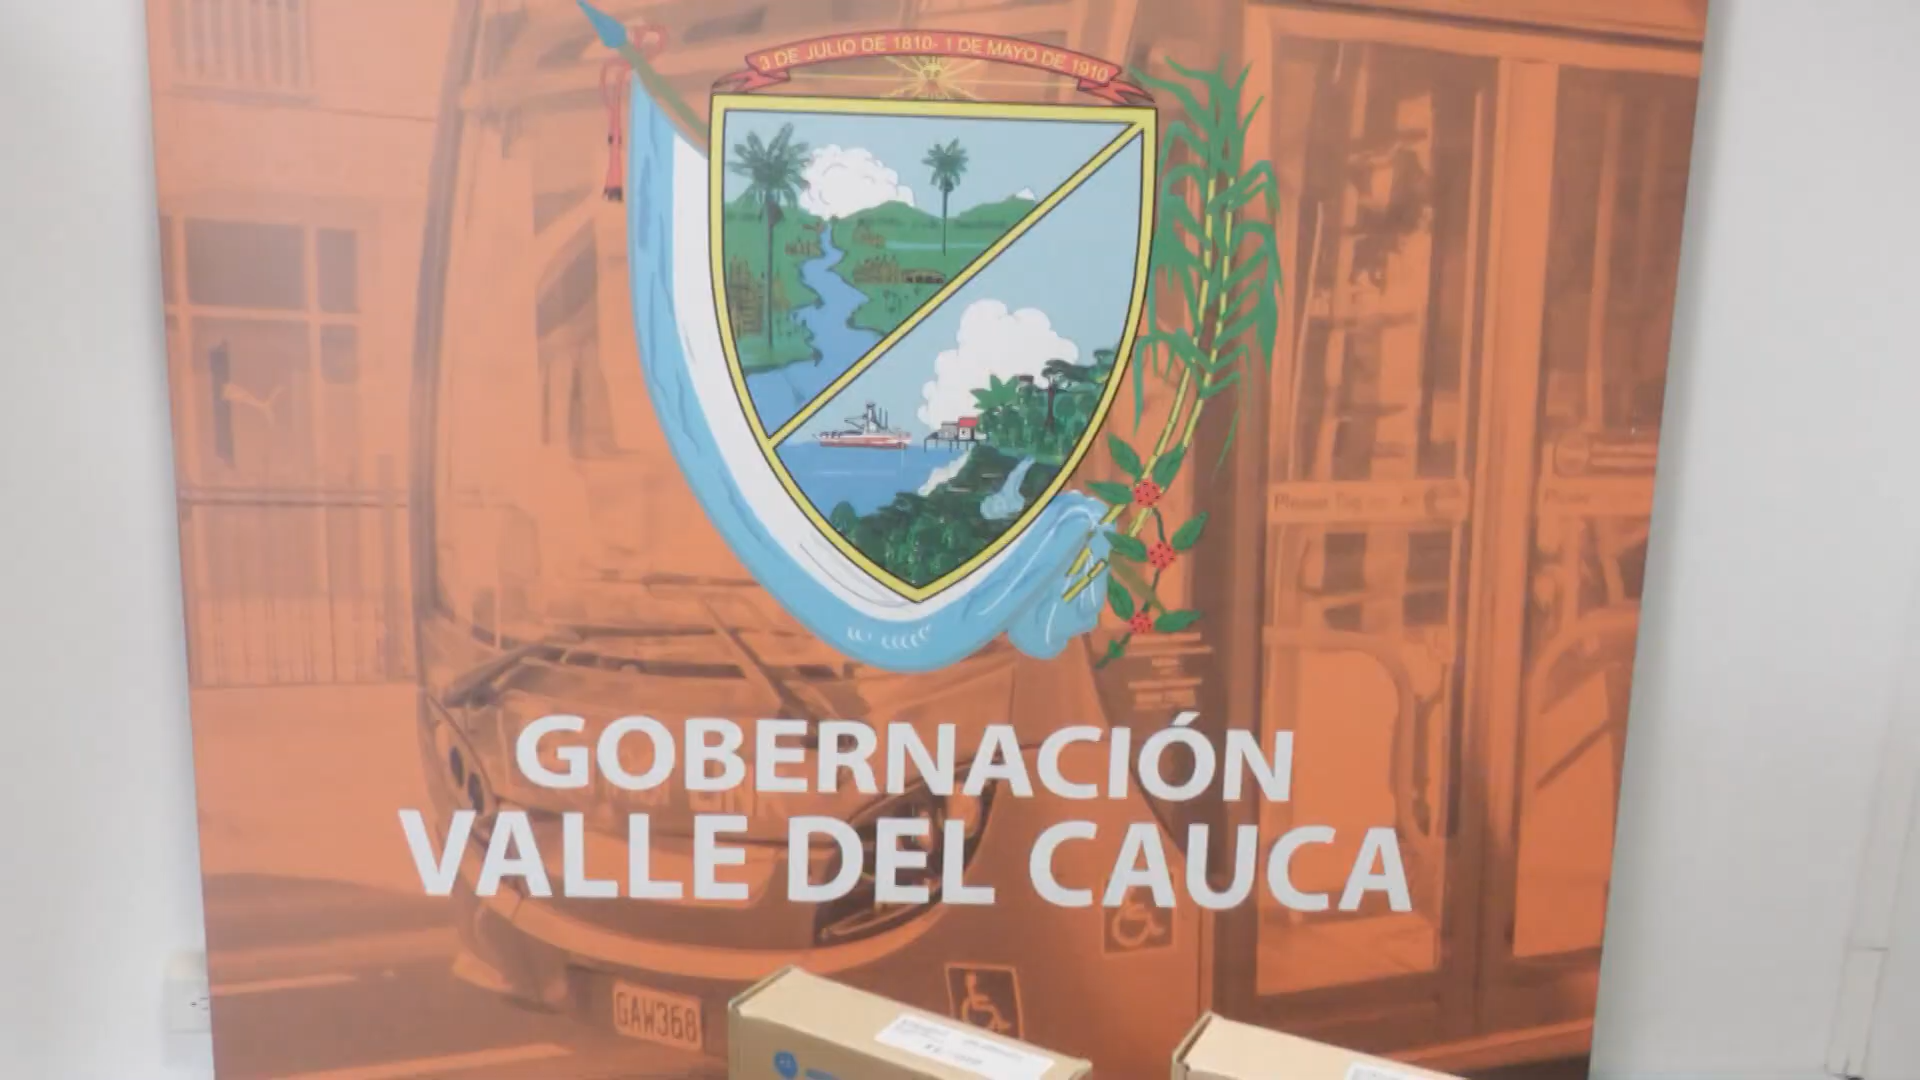 3 DE JULIO DE 1810- 1 DE MAYO DE 1910
GOBERNACIÓN
VALLE DEL CAUCA
GAW368